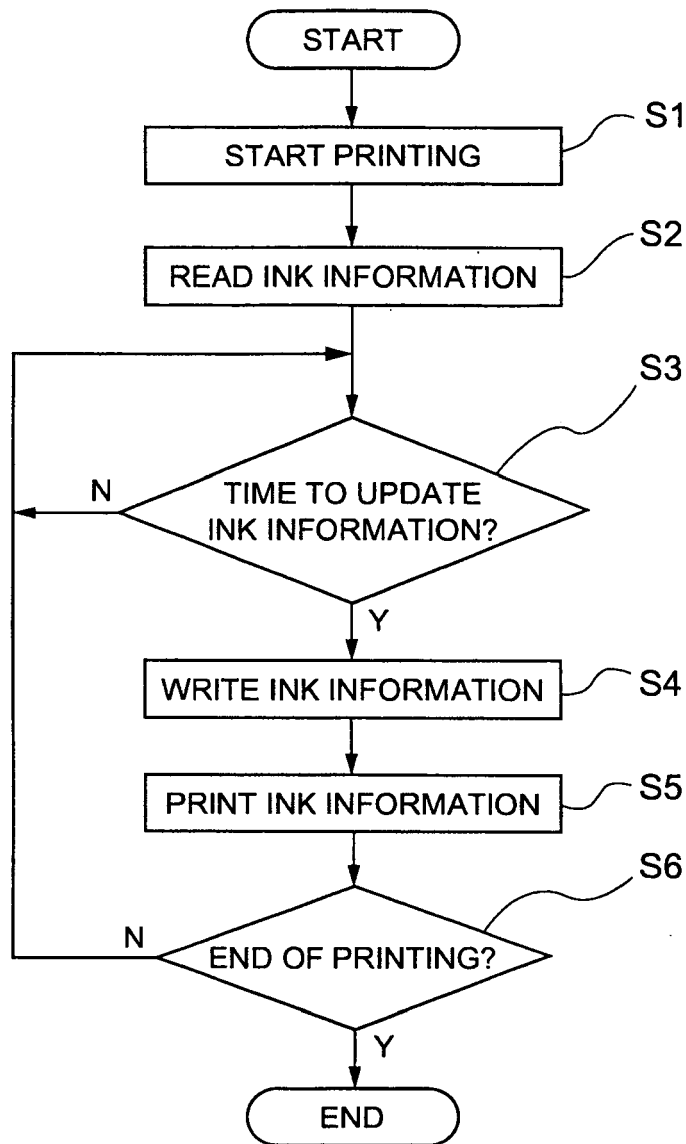 START
S1
START PRINTING
S2
READ INK INFORMATION
S3
N
TIME TO UPDATE
INK INFORMATION?
Y
WRITE INK INFORMATION
S4
PRINT INK INFORMATION
S5
S6
N
END OF PRINTING?
Y
END